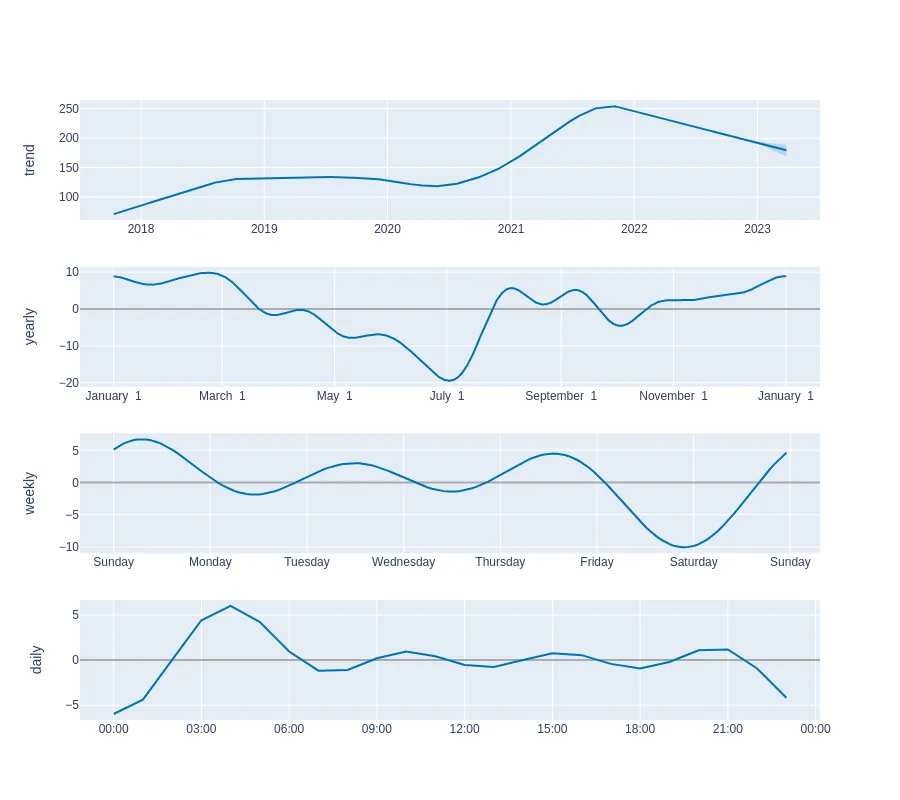 trend
250
200
150
100
2018 2019 2020 2021 2022 2023
yearly
10
0
−10
−20
January 1 March 1 May 1 July 1 September 1 November 1 January 1
weekly
5
0
−5
−10
Sunday Monday Tuesday Wednesday Thursday Friday Saturday Sunday
daily
5
0
−5
00:00 03:00 06:00 09:00 12:00 15:00 18:00 21:00 00:00